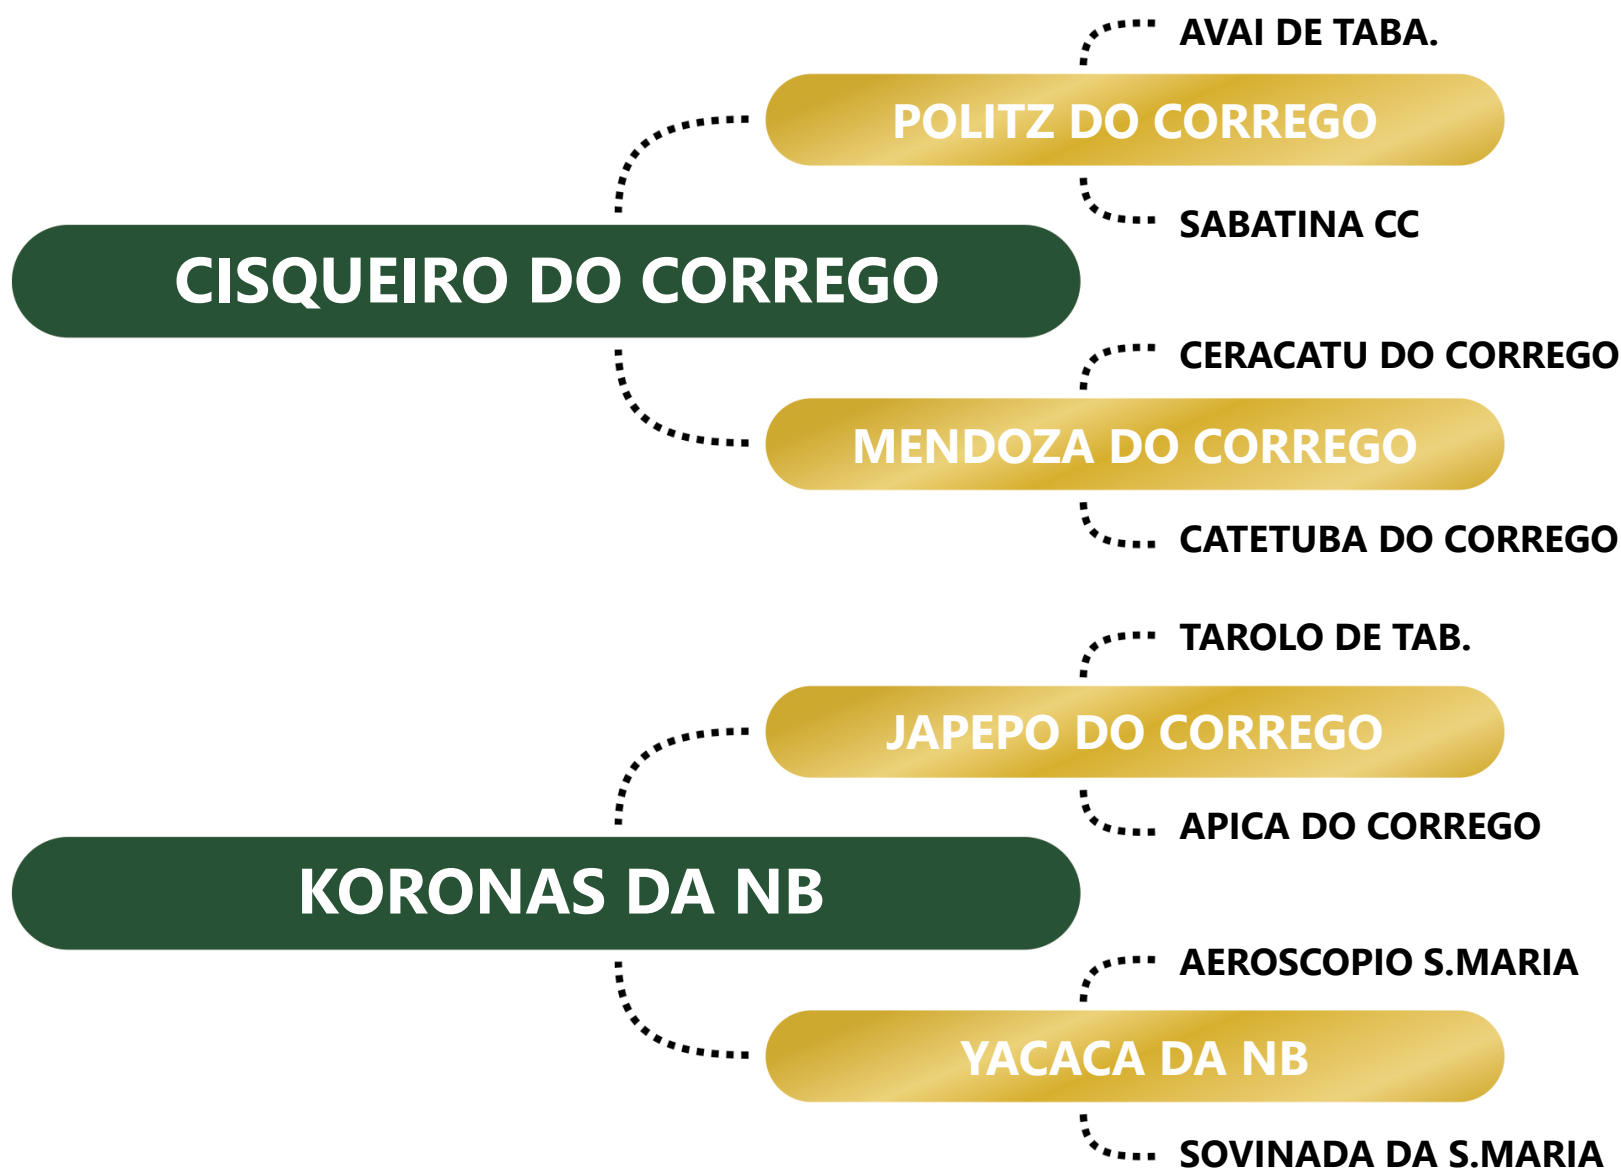 AVAI DE TABA.
POLITZ DO CORREGO
SABATINA CC
CISQUEIRO DO CORREGO
CERACATU DO CORREGO
MENDOZA DO CORREGO
CATETUBA DO CORREGO
TAROLO DE TAB.
JAPEPO DO CORREGO
APICA DO CORREGO
KORONAS DA NB
AEROSCOPIO S.MARIA
YACACA DA NB
SOVINADA DA S.MARIA